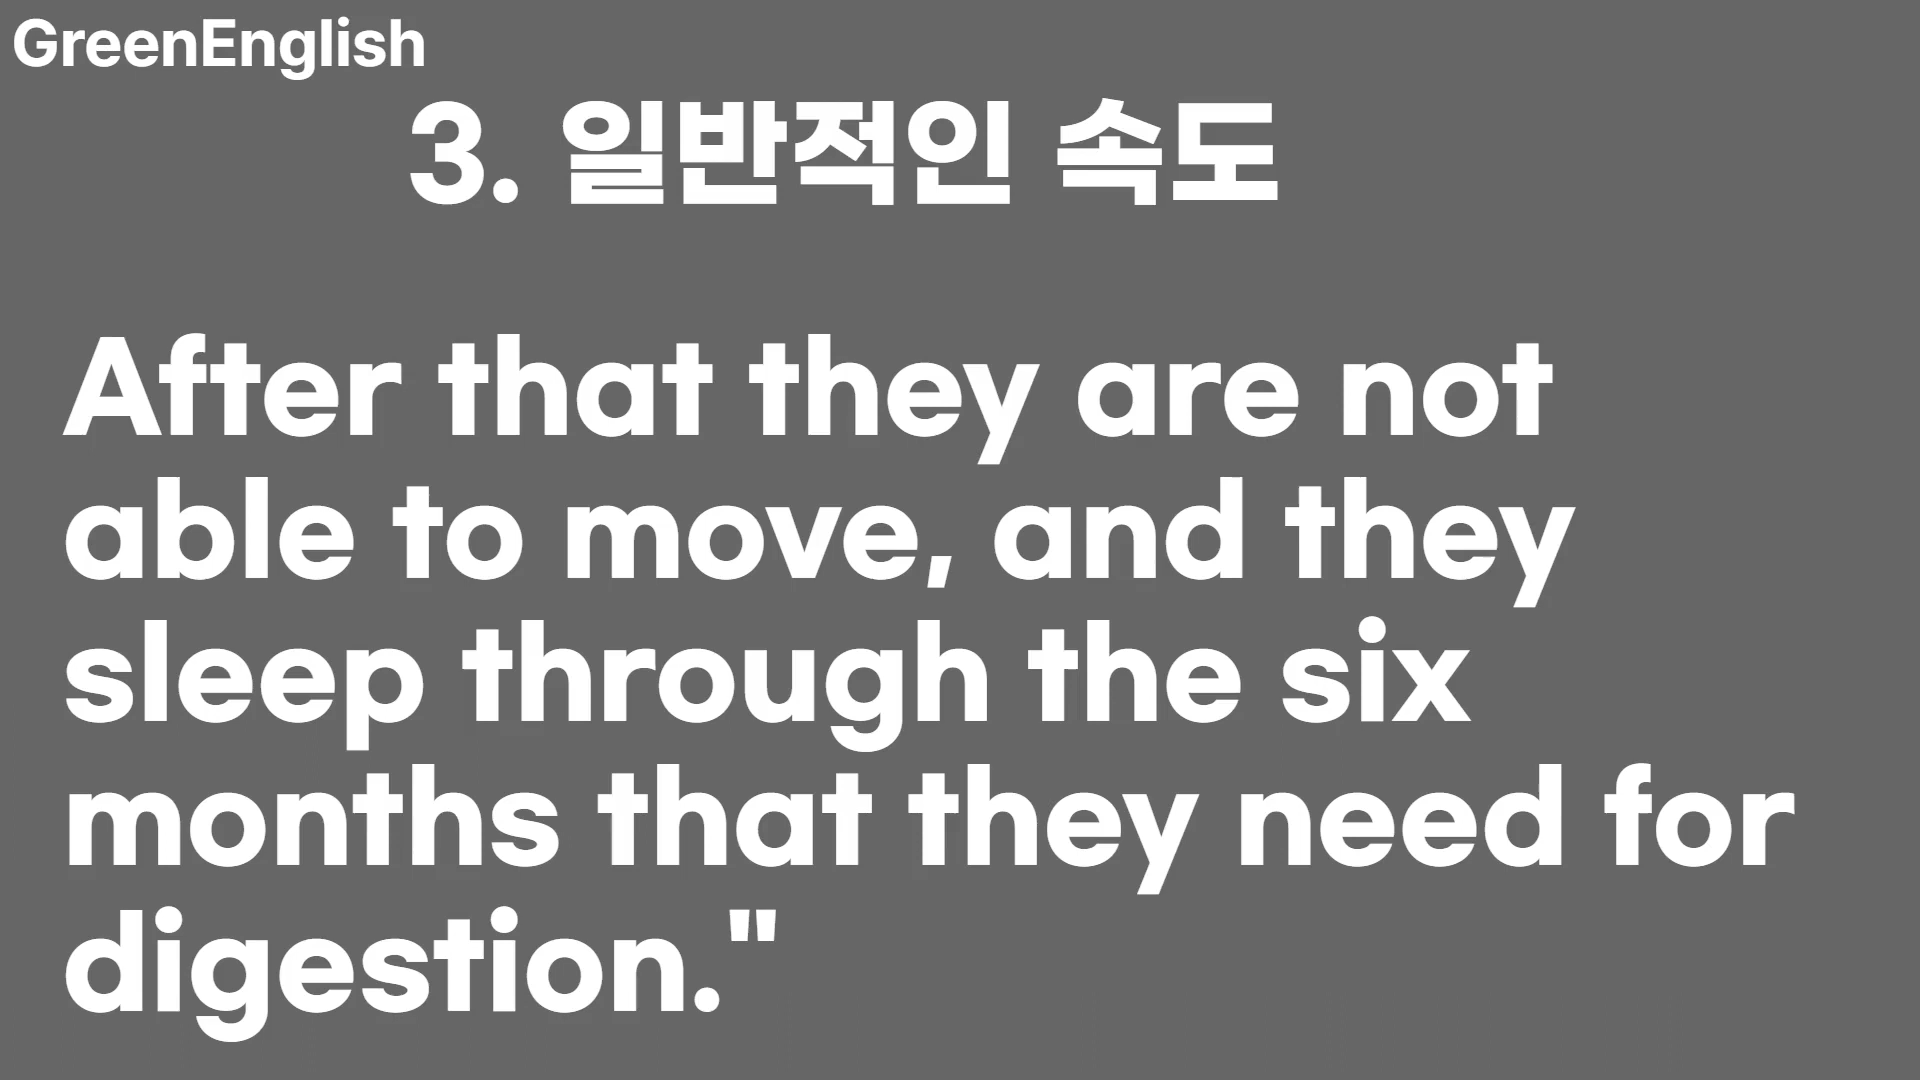 GreenEnglish
3. 일반적인 속도
After that they are not
able to move, and they
sleep through the six
months that they need for
digestion."